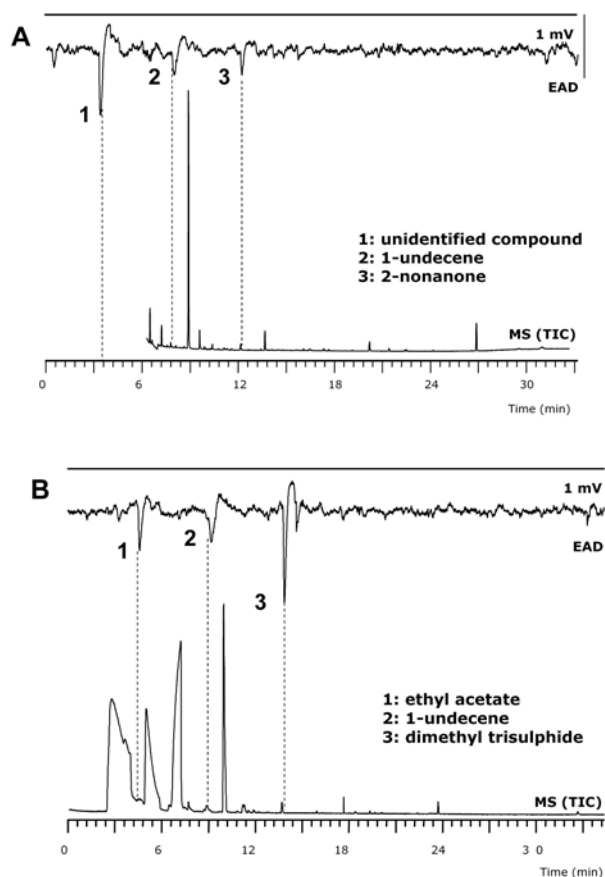 A
1 mV
EAD
1
2
3
1: unidentified compound
2: 1-undecene
3: 2-nonanone
MS (TIC)
0 6 12 18 24 30
Time (min)
B
1 mV
EAD
1
2
3
1: ethyl acetate
2: 1-undecene
3: dimethyl trisulphide
MS (TIC)
0 6 12 18 24 3 0
Time (min)